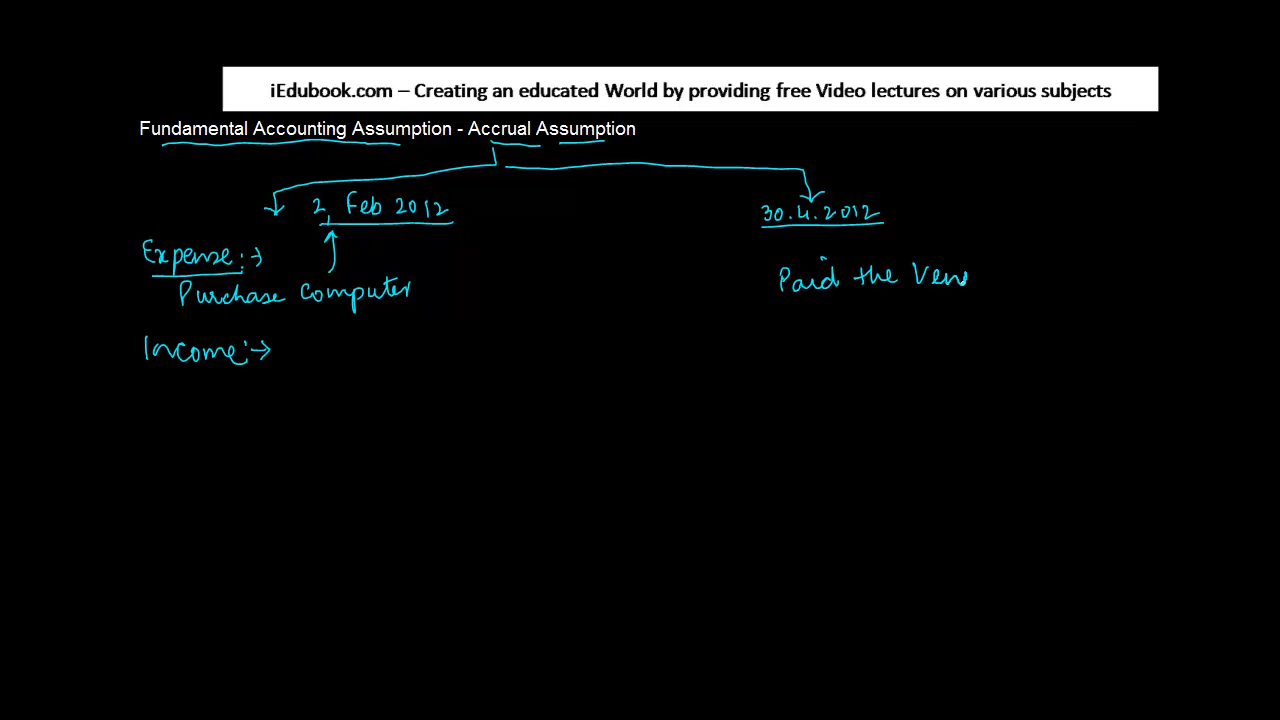 iEdubook.com – Creating an educated World by providing free Video lectures on various subjects
Fundamental Accounting Assumption - Accrual Assumption
2, Feb 2012
30.4.2012
Expense:→
Purchase computer
Paid the Ven
Income:→